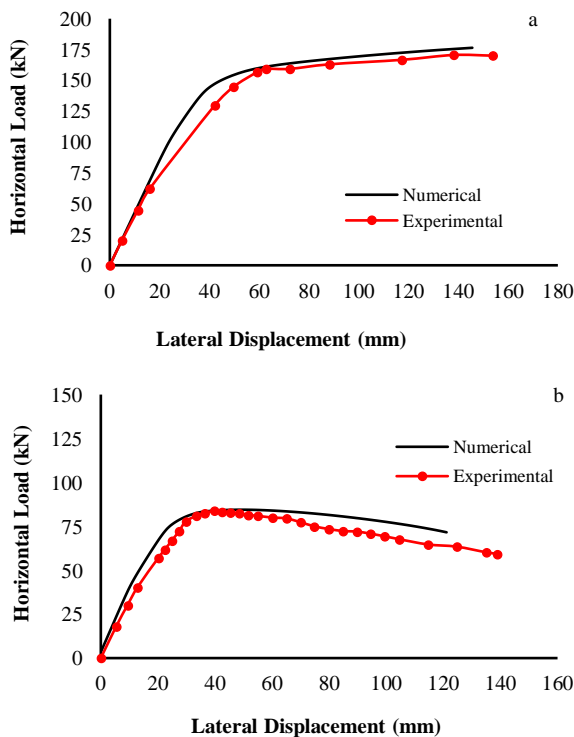 a
200
175
150
125
100
75
50
25
0
Horizontal Load (kN)
Numerical
Experimental
0 20 40 60 80 100 120 140 160 180
Lateral Displacement (mm)
b
150
125
100
75
50
25
0
Horizontal Load (kN)
Numerical
Experimental
0 20 40 60 80 100 120 140 160
Lateral Displacement (mm)